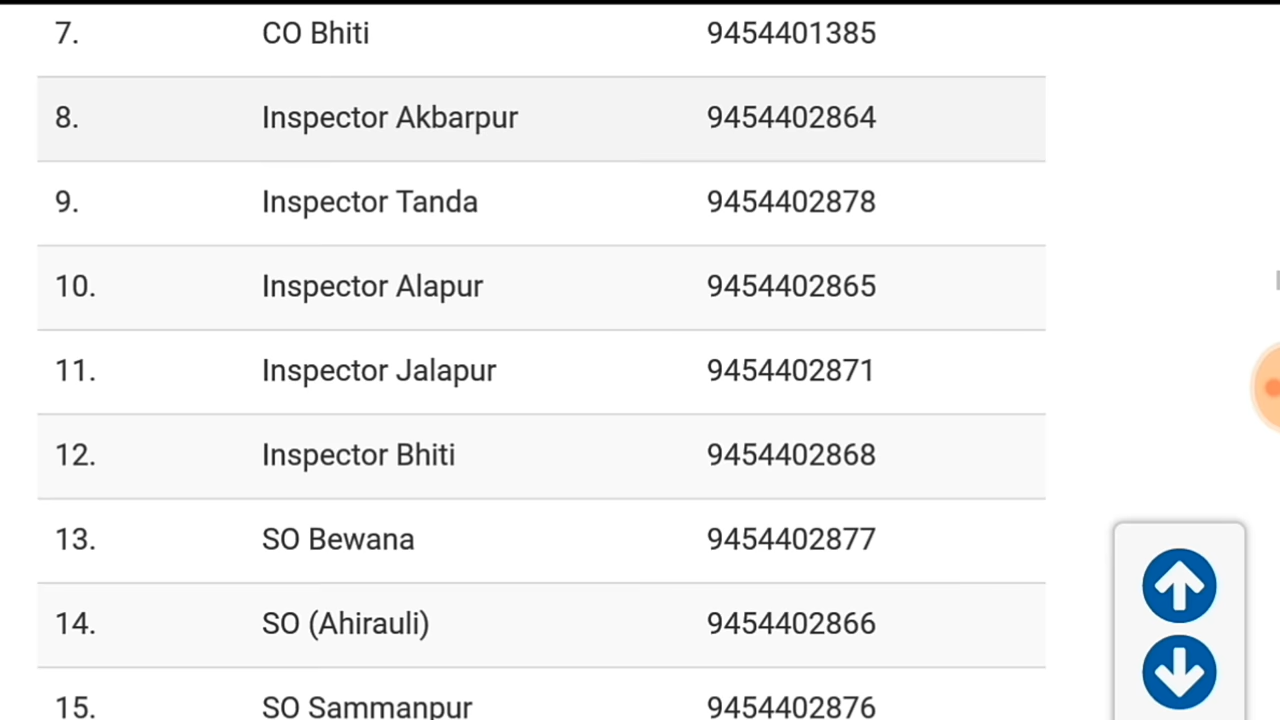 7. CO Bhiti 9454401385
8. Inspector Akbarpur 9454402864
9. Inspector Tanda 9454402878
10. Inspector Alapur 9454402865
11. Inspector Jalapur 9454402871
12. Inspector Bhiti 9454402868
13. SO Bewana 9454402877
14. SO (Ahirauli) 9454402866
15. SO Sammanpur 9454402876